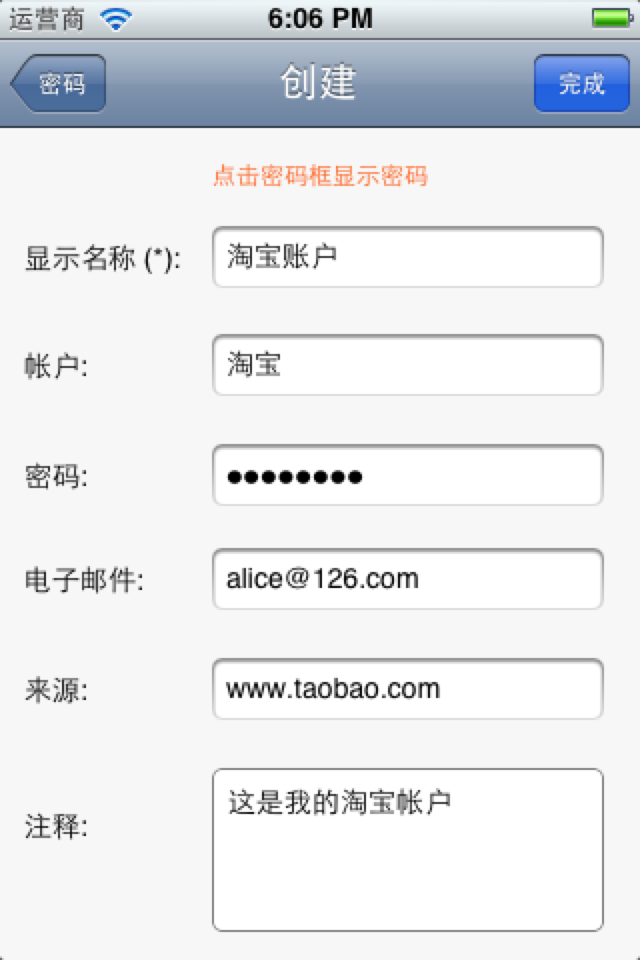 运营商 6:06 PM
密码 创建 完成
点击密码框显示密码
显示名称 (*): 淘宝账户
帐户: 淘宝
密码: ●●●●●●●●
电子邮件: alice@126.com
来源: www.taobao.com
注释: 这是我的淘宝帐户